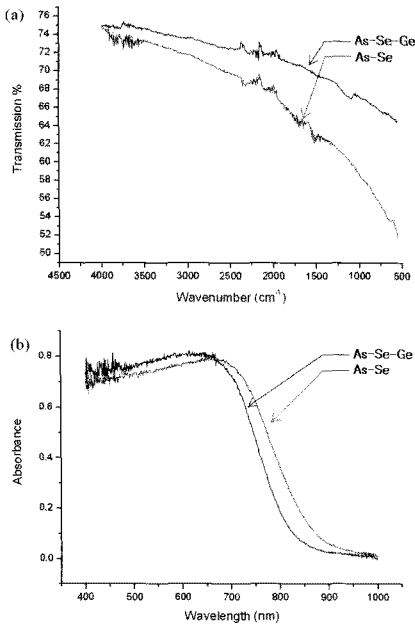 (a)
76
74
72
70
68
66
64
62
60
58
56
54
52
60
Transmission %
As-Se-Ge
As-Se
4500 4000 3500 3000 2500 2000 1500 1000 500
Wavenumber (cm⁻¹)
(b)
0.8
0.6
0.4
0.2
0.0
Absorbance
As-Se-Ge
As-Se
400 500 600 700 800 900 1000
Wavelength (nm)